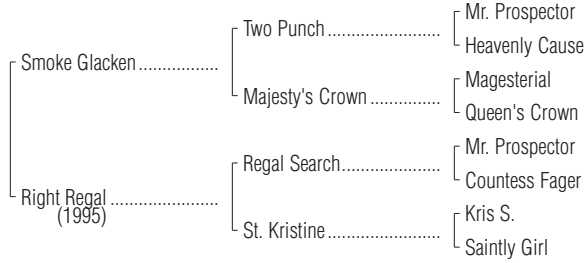 Mr. Prospector
Two Punch
Heavenly Cause
Smoke Glacken
Magesterial
Majesty's Crown
Queen's Crown
Mr. Prospector
Regal Search
Countess Fager
Right Regal
(1995)
Kris S.
St. Kristine
Saintly Girl